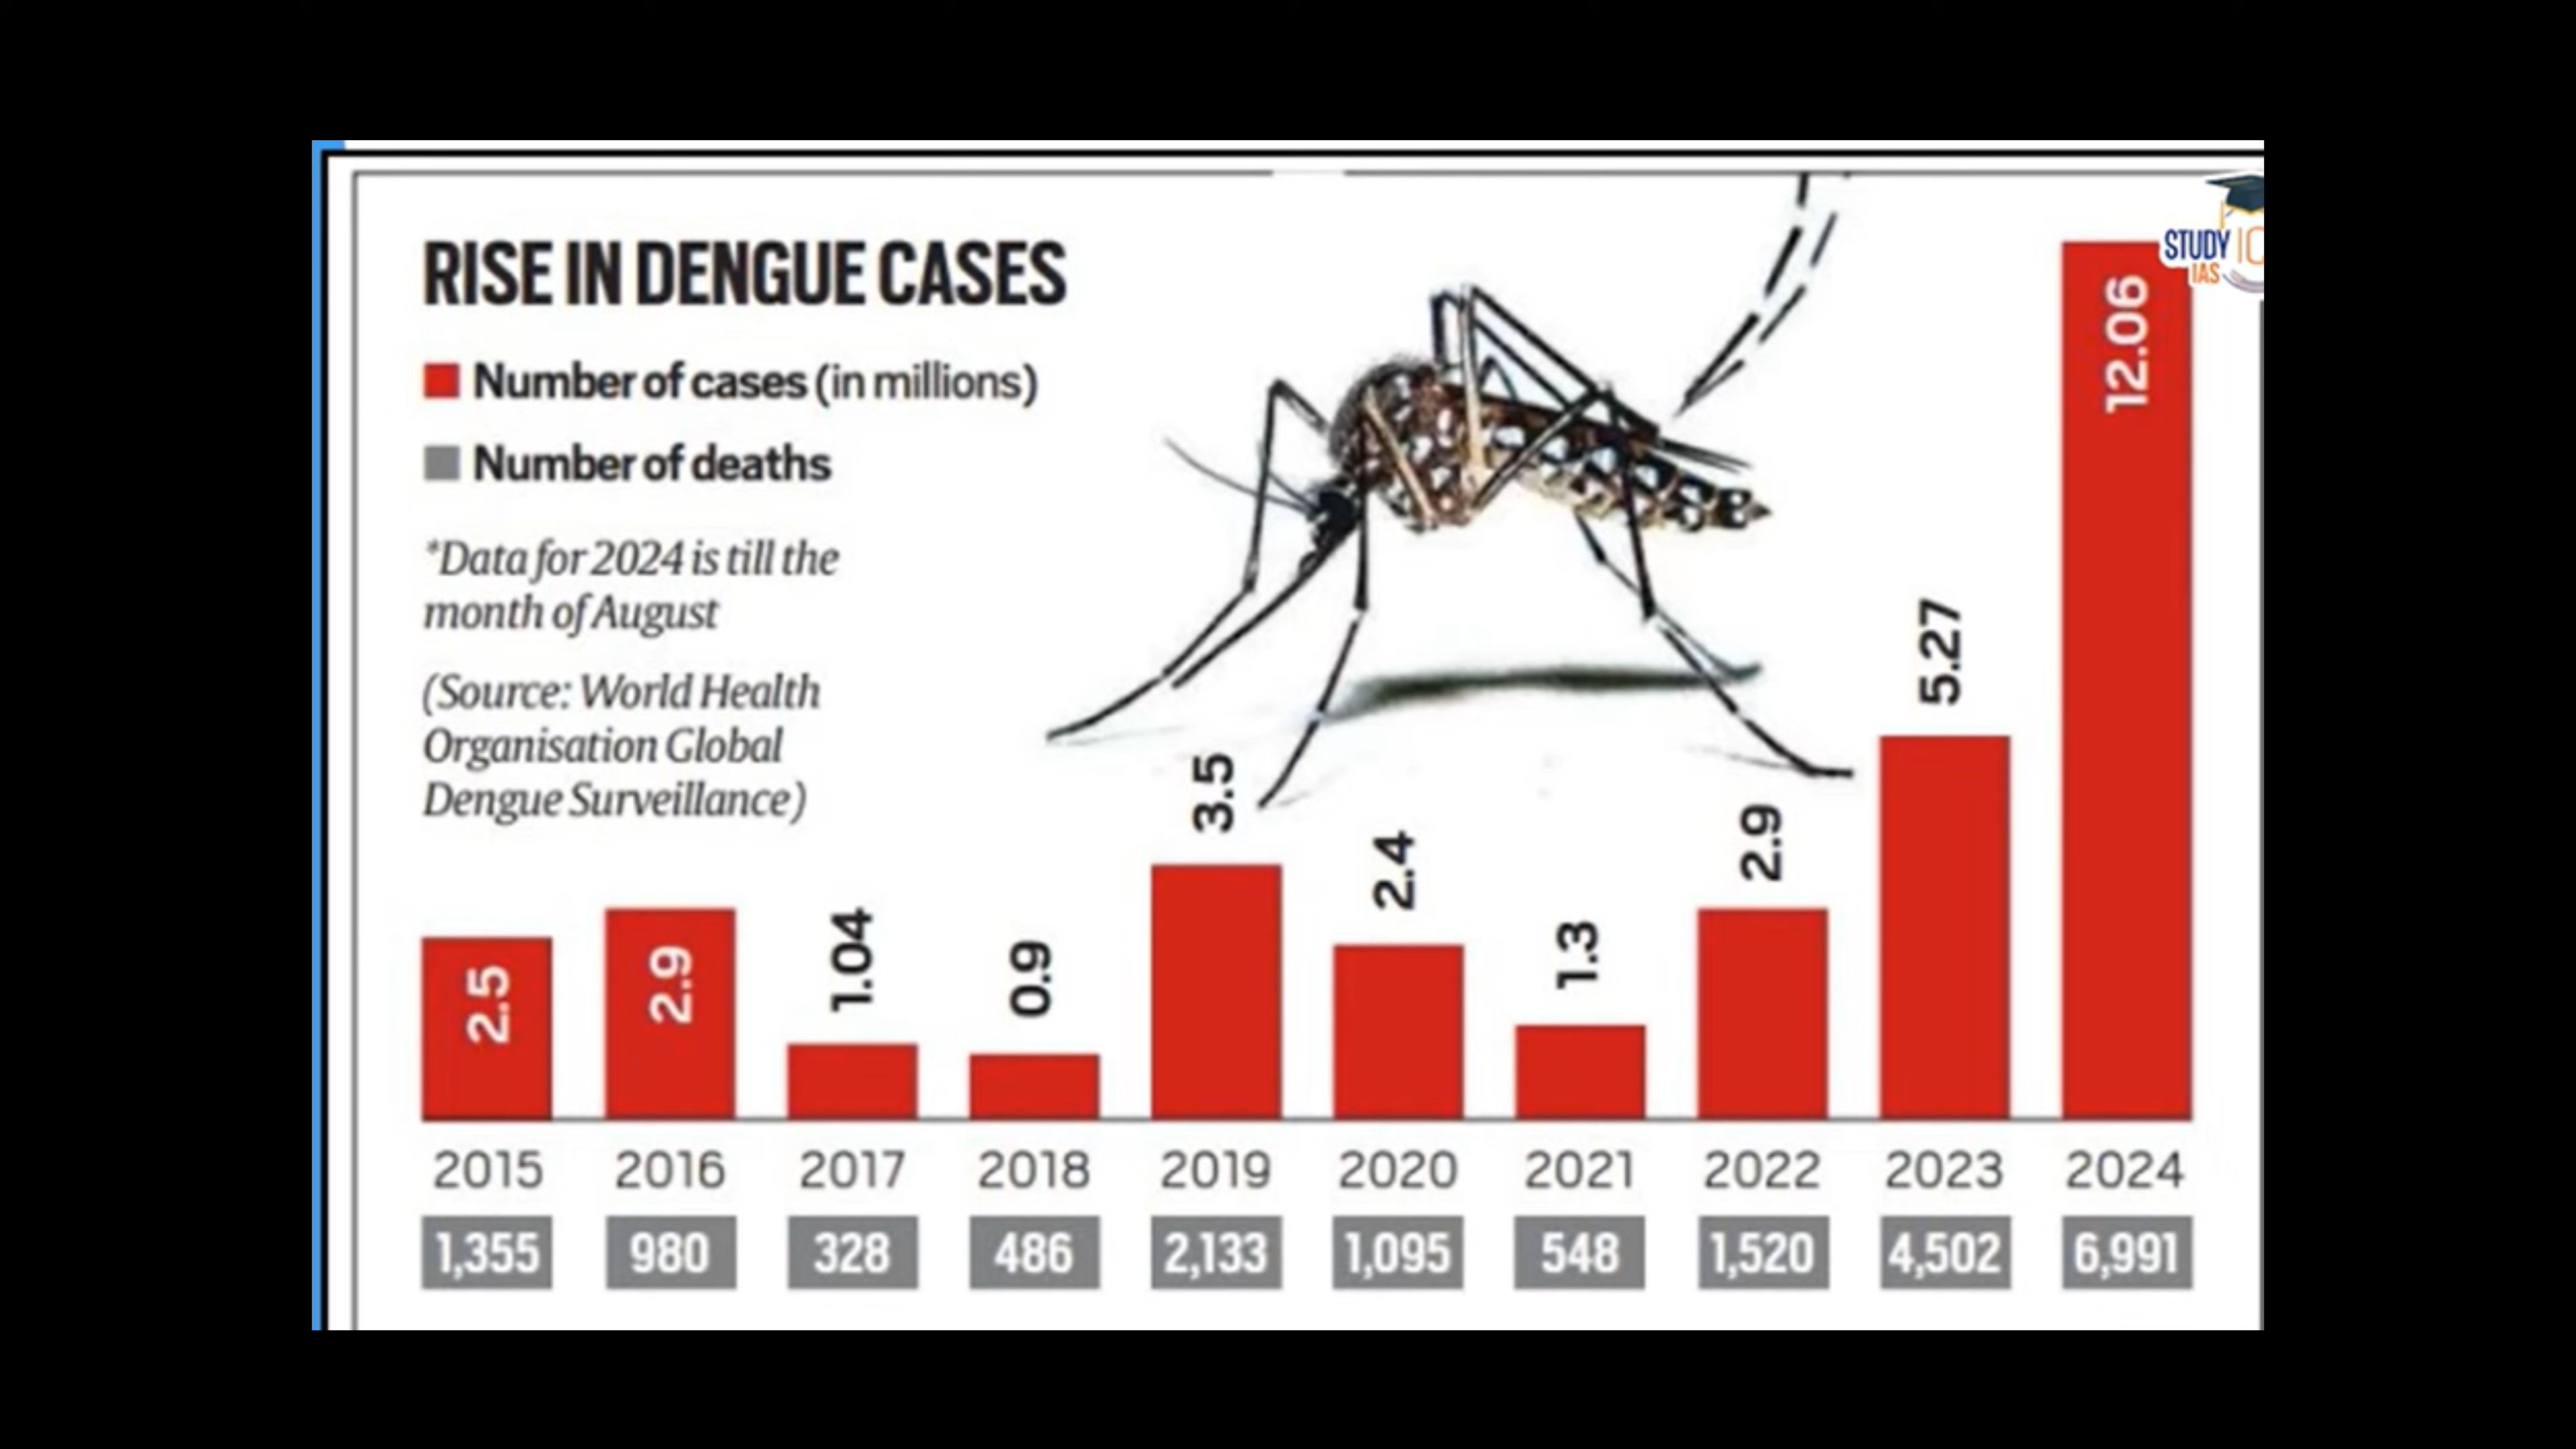 RISE IN DENGUE CASES
Number of cases (in millions)
Number of deaths
*Data for 2024 is till the
month of August
(Source: World Health
Organisation Global
Dengue Surveillance)
STUDY
IAS
2.5
2.9
1.04
0.9
3.5
2.4
1.3
2.9
5.27
12.06
2015 2016 2017 2018 2019 2020 2021 2022 2023 2024
1,355 980 328 486 2,133 1,095 548 1,520 4,502 6,991